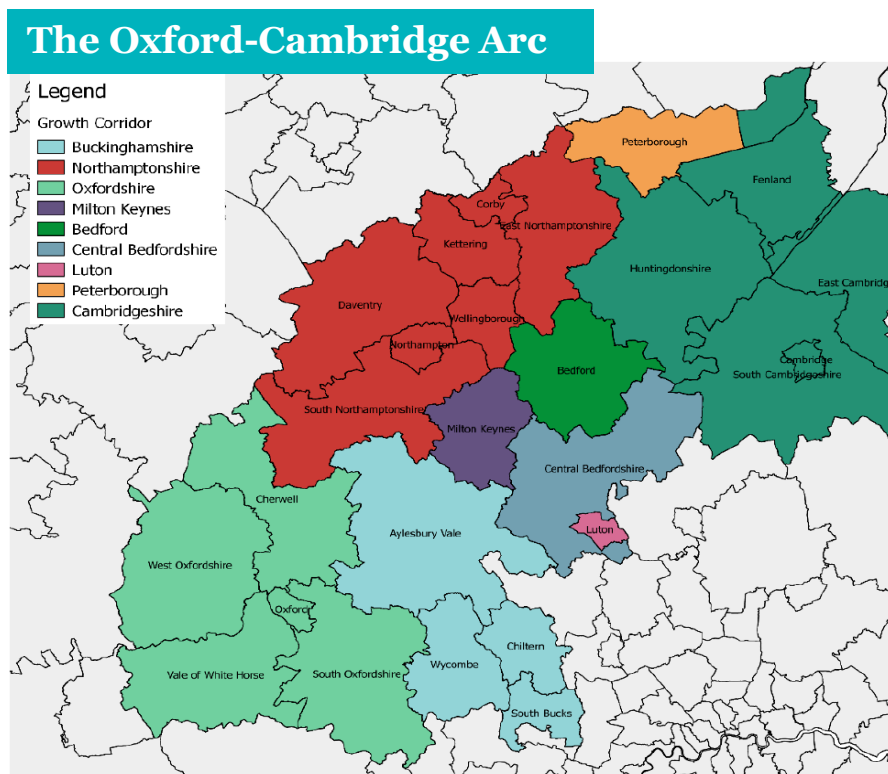 The Oxford-Cambridge Arc
Legend
Growth Corridor
Buckinghamshire
Northamptonshire
Oxfordshire
Milton Keynes
Bedford
Central Bedfordshire
Luton
Peterborough
Cambridgeshire
Peterborough
Fenland
Corby
East Northamptonshire
Kettering
Huntingdonshire
East Cambridg
Daventry
Wellingborough
Northampton
Cambridge
South Cambridgeshire
Bedford
South Northamptonshire
Milton Keynes
Central Bedfordshire
Cherwell
Aylesbury Vale
Luton
West Oxfordshire
Oxford
Chiltern
Wycombe
Vale of White Horse
South Oxfordshire
South Bucks